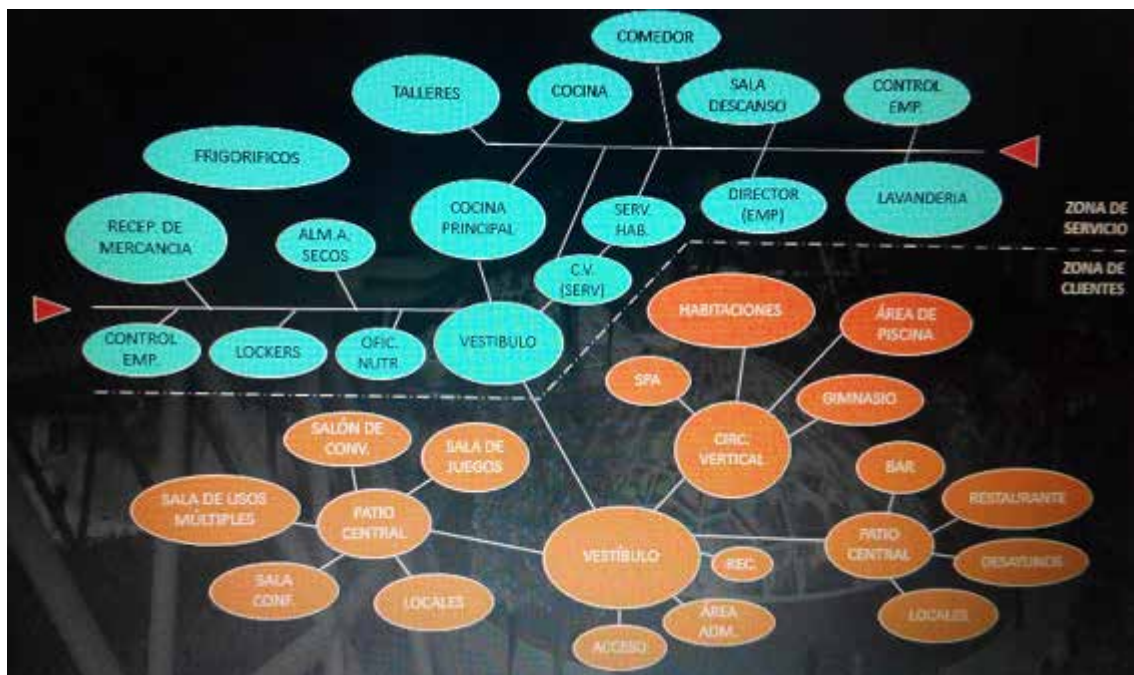 COMEDOR
TALLERES
COCINA
SALA
DESCANSO
CONTROL
EMP.
FRIGORIFICOS
COCINA
PRINCIPAL
SERV.
HAB.
DIRECTOR
(EMP)
LAVANDERIA
ZONA DE
SERVICIO
RECEP. DE
MERCANCIA
ALM.A.
SECOS
C.V.
(SERV)
ZONA DE
CLIENTES
CONTROL
EMP.
LOCKERS
OFIC.
NUTR.
VESTIBULO
HABITACIONES
ÁREA DE
PISCINA
SPA
GIMNASIO
CIRC.
VERTICAL
SALÓN DE
CONV.
SALA DE
JUEGOS
BAR
SALA DE USOS
MÚLTIPLES
PATIO
CENTRAL
RESTAURANTE
VESTÍBULO
REC.
PATIO
CENTRAL
DESAYUNOS
SALA
CONF.
LOCALES
ÁREA
ADM.
LOCALES
ACCESO